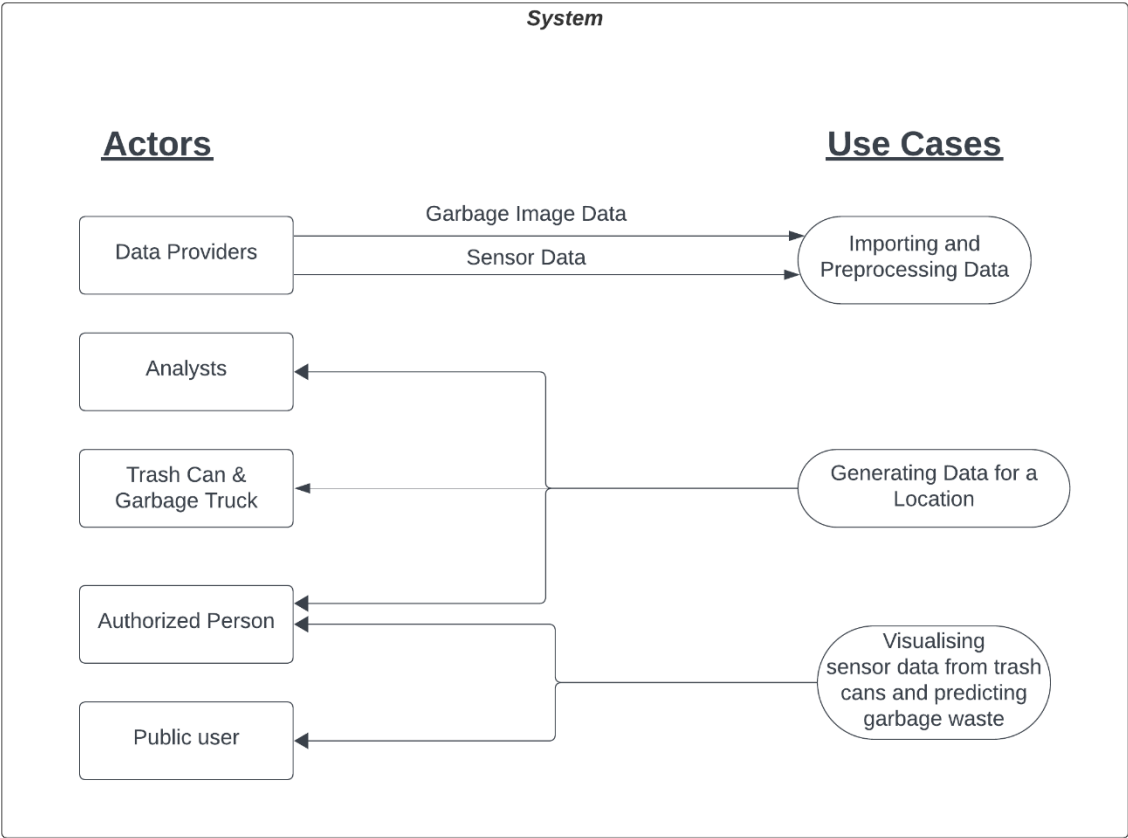 System
Actors
Use Cases
Garbage Image Data
Data Providers
Sensor Data
Importing and
Preprocessing Data
Analysts
Trash Can &
Garbage Truck
Generating Data for a
Location
Authorized Person
Visualising
sensor data from trash
cans and predicting
garbage waste
Public user